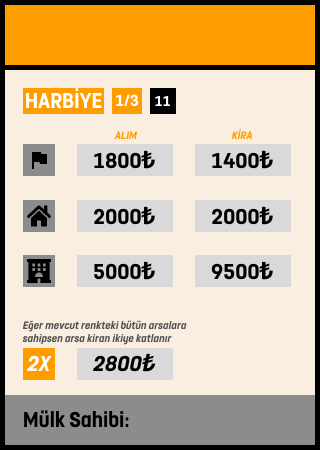 HARBİYE 1/3 11
ALIM KİRA
1800₺ 1400₺
2000₺ 2000₺
5000₺ 9500₺
Eğer mevcut renkteki bütün arsalara
sahipsen arsa kiran ikiye katlanır
2X 2800₺
Mülk Sahibi: